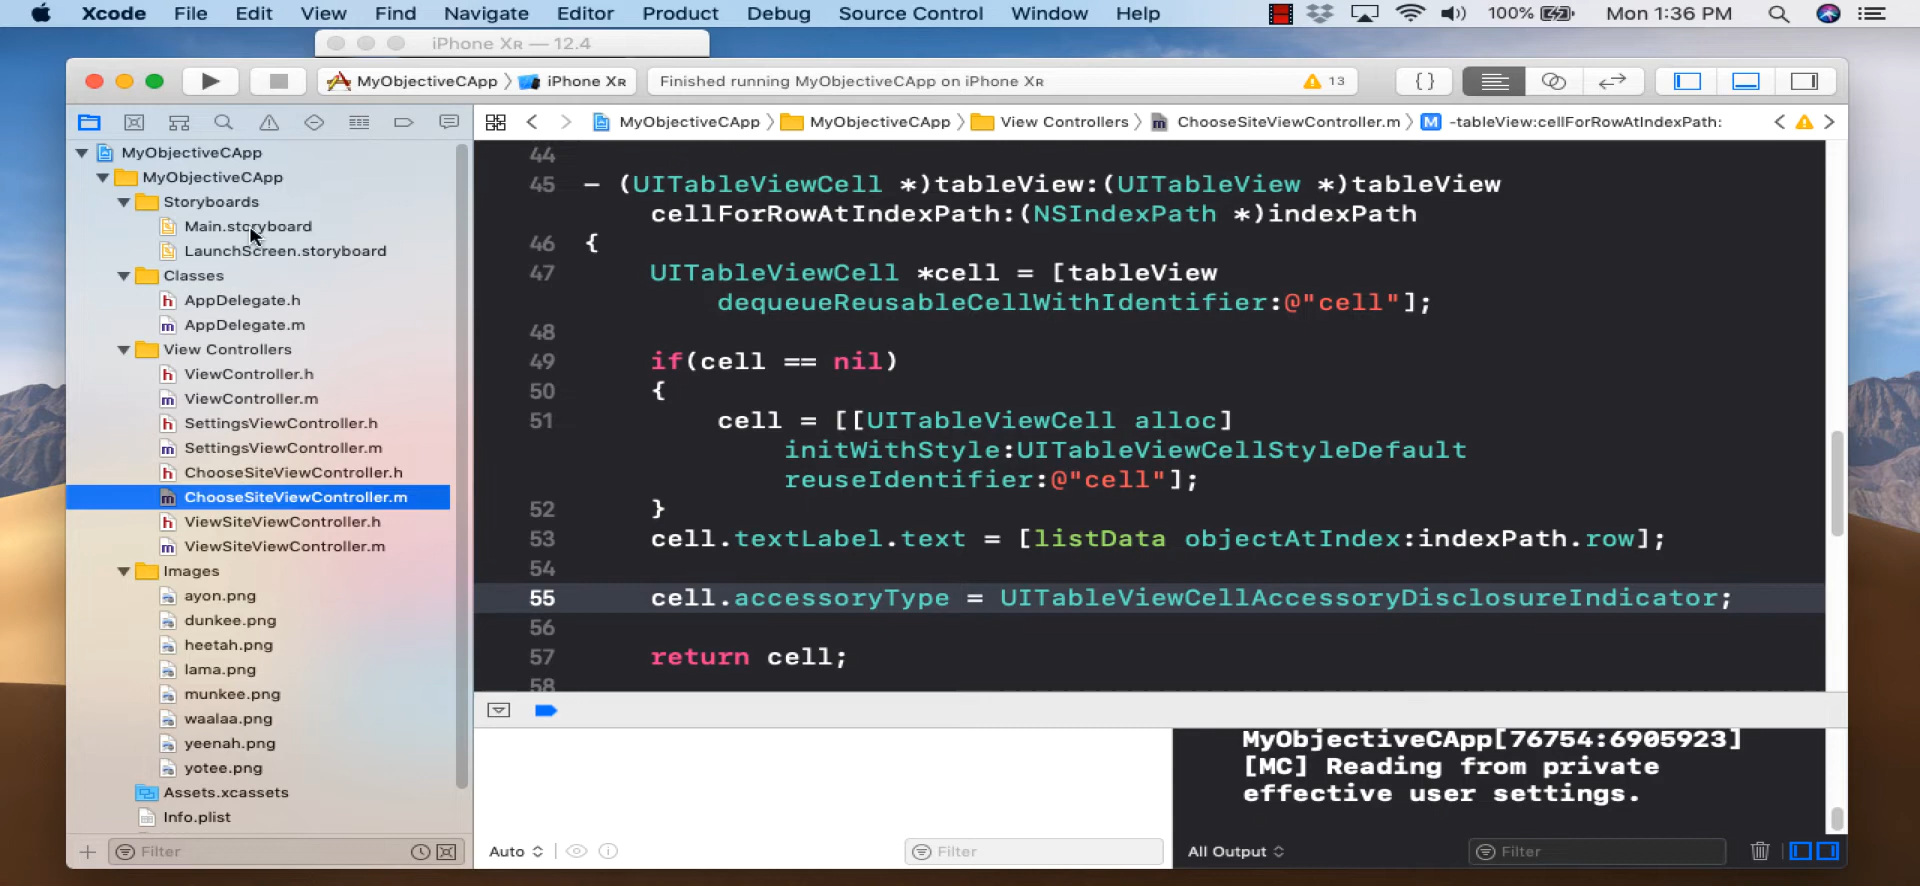 Xcode File Edit View Find Navigate Editor Product Debug Source Control Window Help 100% Mon 1:36 PM
iPhone XR — 12.4
MyObjectiveCApp iPhone XR Finished running MyObjectiveCApp on iPhone XR 13
MyObjectiveCApp MyObjectiveCApp View Controllers ChooseSiteViewController.m M -tableView:cellForRowAtIndexPath:
MyObjectiveCApp
MyObjectiveCApp
Storyboards
Main.storyboard
LaunchScreen.storyboard
Classes
AppDelegate.h
AppDelegate.m
View Controllers
ViewController.h
ViewController.m
SettingsViewController.h
SettingsViewController.m
ChooseSiteViewController.h
ChooseSiteViewController.m
ViewSiteViewController.h
ViewSiteViewController.m
Images
ayon.png
dunkee.png
heetah.png
lama.png
munkee.png
waalaa.png
yeenah.png
yotee.png
Assets.xcassets
Info.plist
Filter
44
45 – (UITableViewCell *)tableView:(UITableView *)tableView
cellForRowAtIndexPath:(NSIndexPath *)indexPath
46 {
47 UITableViewCell *cell = [tableView
dequeueReusableCellWithIdentifier:@"cell"];
48
49 if(cell == nil)
50 {
51 cell = [[UITableViewCell alloc]
initWithStyle:UITableViewCellStyleDefault
reuseIdentifier:@"cell"];
52 }
53 cell.textLabel.text = [listData objectAtIndex:indexPath.row];
54
55 cell.accessoryType = UITableViewCellAccessoryDisclosureIndicator;
56
57 return cell;
58
Auto Filter
MyObjectiveCApp[76754:6905923]
[MC] Reading from private
effective user settings.
All Output Filter